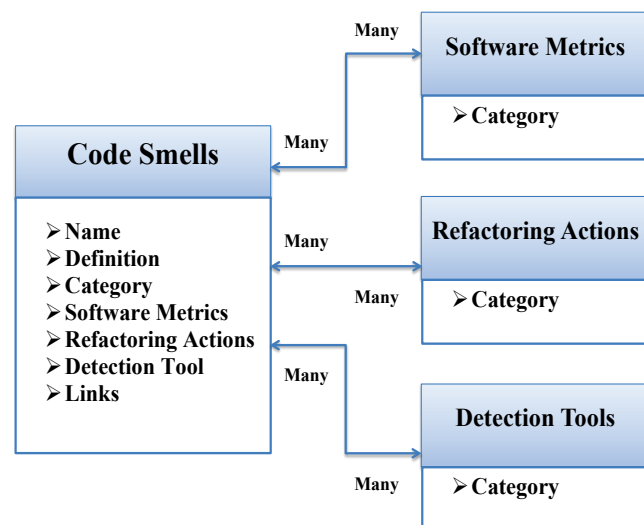 Many
Software Metrics
➢Category
Many
Code Smells
➢Name
➢Definition
➢Category
➢Software Metrics
➢Refactoring Actions
➢Detection Tool
➢Links
Many
Refactoring Actions
Many
➢Category
Many
Detection Tools
Many
➢Category